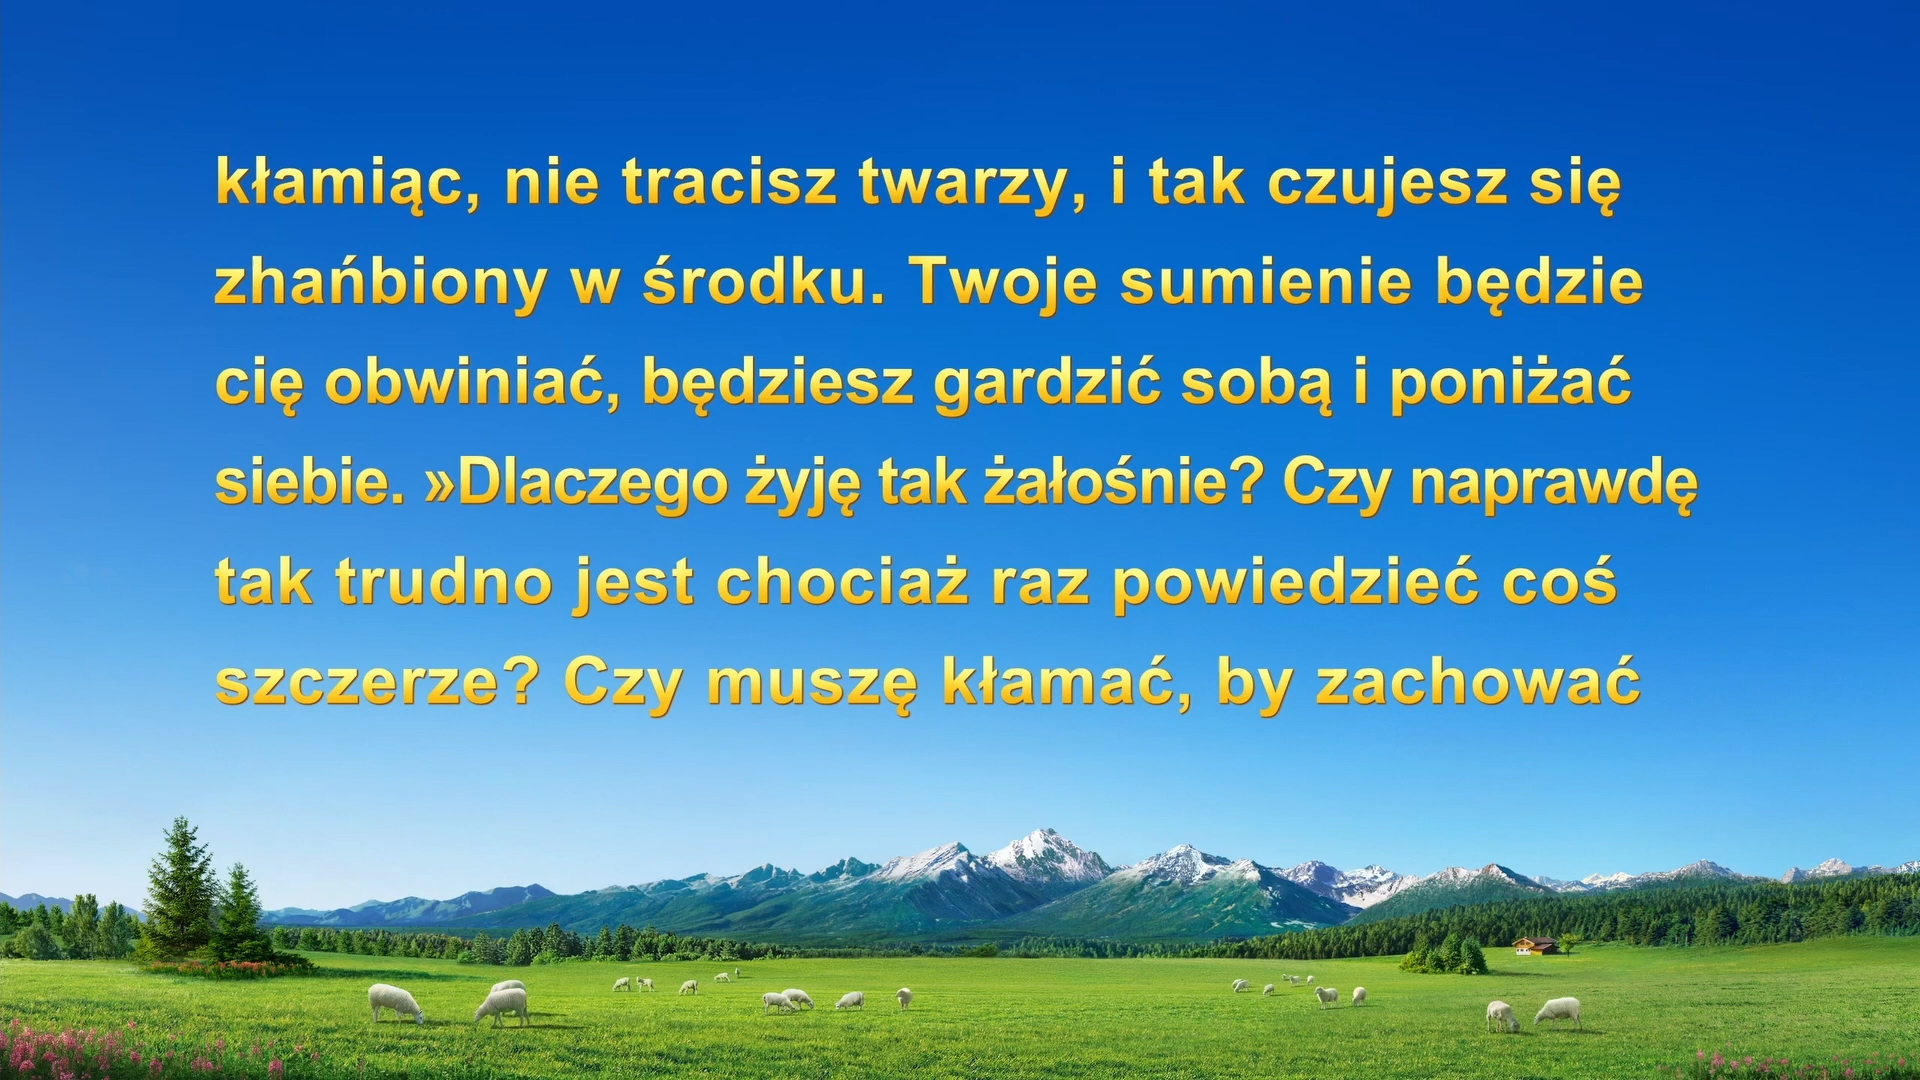 kłamiąc, nie tracisz twarzy, i tak czujesz się
zhańbiony w środku. Twoje sumienie będzie
cię obwiniać, będziesz gardzić sobą i poniżać
siebie. »Dlaczego żyję tak żałośnie? Czy naprawdę
tak trudno jest chociaż raz powiedzieć coś
szczerze? Czy muszę kłamać, by zachować